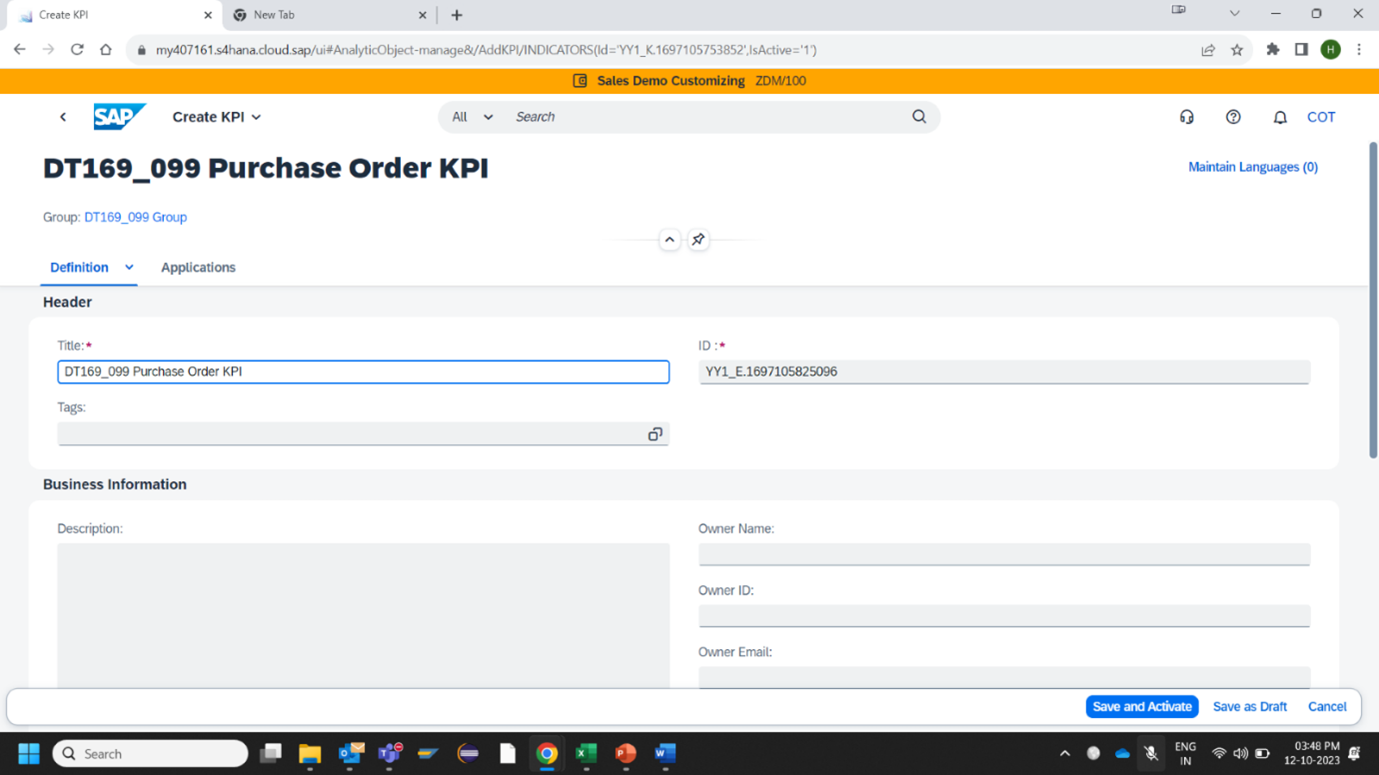 Create KPI
New Tab
my407161.s4hana.cloud.sap/ui#AnalyticObject-manage&/AddKPI/INDICATORS(Id='YY1_K.1697105753852',IsActive='1')
H
Sales Demo Customizing ZDM/100
SAP
Create KPI
All
Search
COT
DT169_099 Purchase Order KPI
Maintain Languages (0)
Group: DT169_099 Group
Definition
Applications
Header
Title:*
ID :*
DT169_099 Purchase Order KPI
YY1_E.1697105825096
Tags:
Business Information
Description:
Owner Name:
Owner ID:
Owner Email:
Save and Activate
Save as Draft
Cancel
Search
ENG
IN
03:48 PM
12-10-2023